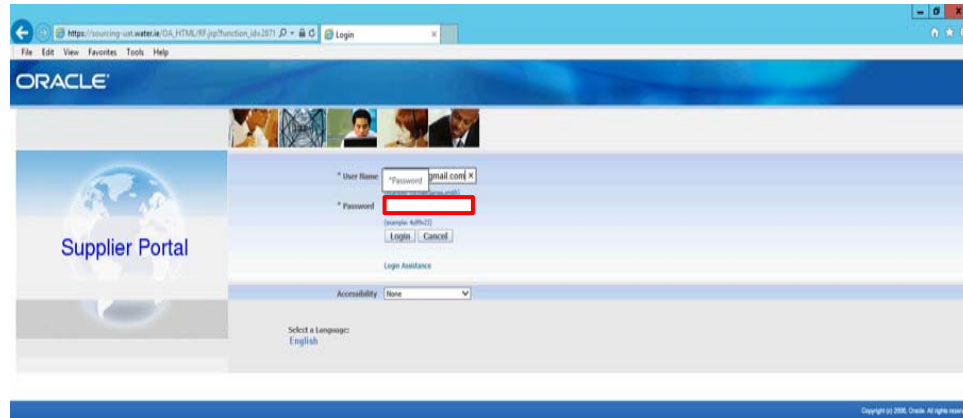 https://sourcing-uat.water.ie/OA_HTML/RF.jsp?function_id=2871
Login
File Edit View Favorites Tools Help
ORACLE
* User Name
*Password
gmail.com
* Password
(example: 4u99v23)
Login Cancel
Supplier Portal
Login Assistance
Accessibility None
Select a Language:
English
Copyright (c) 2006, Oracle. All rights